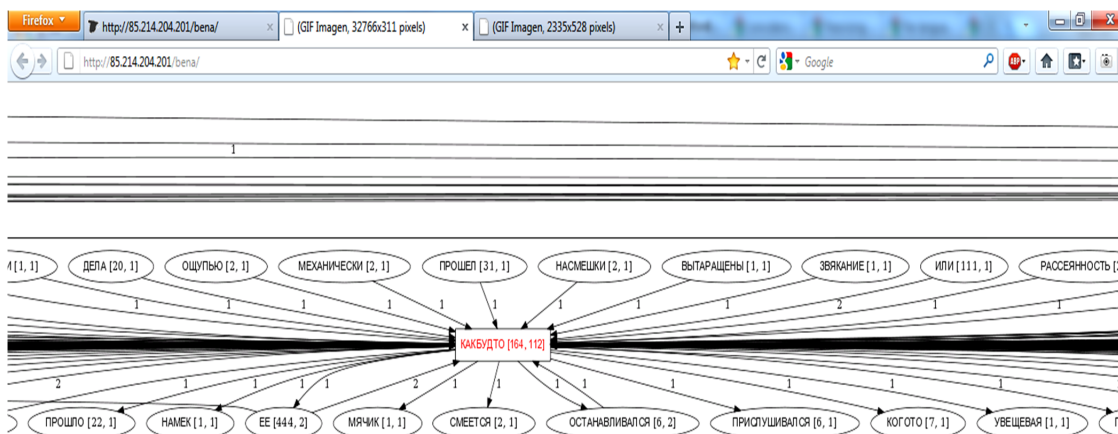 Firefox
http://85.214.204.201/bena/
(GIF Imagen, 32766x311 pixels)
(GIF Imagen, 2335x528 pixels)
http://85.214.204.201/bena/
Google
ABP
1
И [1, 1]
ДЕЛА [20, 1]
ОЩУПЬЮ [2, 1]
МЕХАНИЧЕСКИ [2, 1]
ПРОШЕЛ [31, 1]
НАСМЕШКИ [2, 1]
ВЫТАРАЩЕНЫ [1, 1]
ЗВЯКАНИЕ [1, 1]
ИЛИ [111, 1]
РАССЕЯННОСТЬ [2
1 1 1 1 1 1 1 1 2 1 1
КАКБУДТО [164, 112]
2 1 1 1 1 2 1 1 1 1 1 1 1 1
ПРОШЛО [22, 1]
НАМЕК [1, 1]
ЕЕ [444, 2]
МЯЧИК [1, 1]
СМЕЕТСЯ [2, 1]
ОСТАНАВЛИВАЛСЯ [6, 2]
ПРИСЛУШИВАЛСЯ [6, 1]
КОГОТО [7, 1]
УВЕЩЕВАЯ [1, 1]